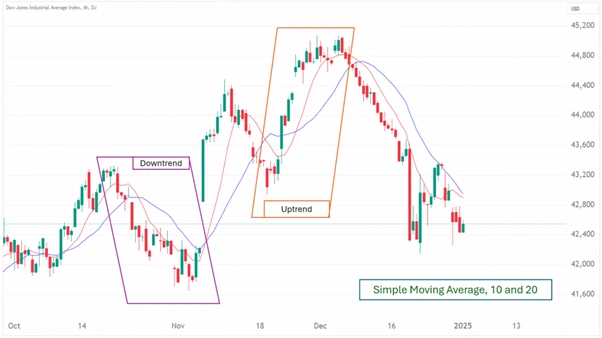 Dow Jones Industrial Average Index, 4h, DJ
USD
45,200
44,800
44,400
44,000
43,600
43,200
42,800
42,400
42,000
41,600
Downtrend
Uptrend
Simple Moving Average, 10 and 20
Oct
14
Nov
18
Dec
16
2025
13